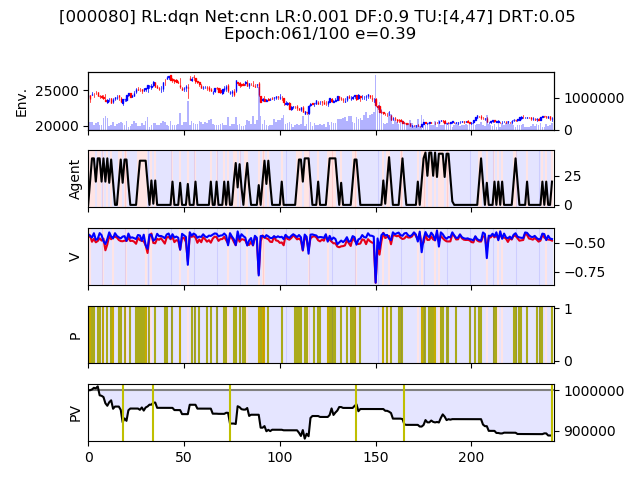 [000080] RL:dqn Net:cnn LR:0.001 DF:0.9 TU:[4,47] DRT:0.05
Epoch:061/100 e=0.39
Env.
25000
20000
1000000
0
Agent
25
0
V
−0.50
−0.75
P
1
0
PV
1000000
900000
0 50 100 150 200